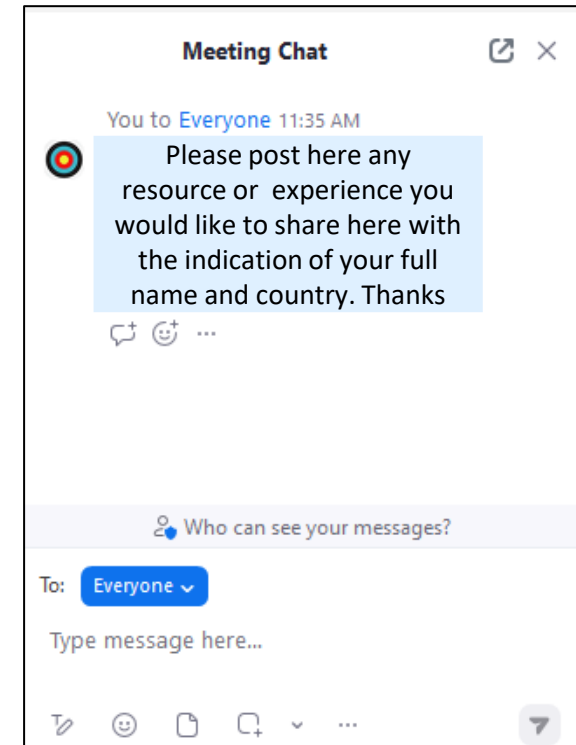 Meeting Chat
You to Everyone 11:35 AM
Please post here any
resource or experience you
would like to share here with
the indication of your full
name and country. Thanks
Who can see your messages?
To: Everyone
Type message here...